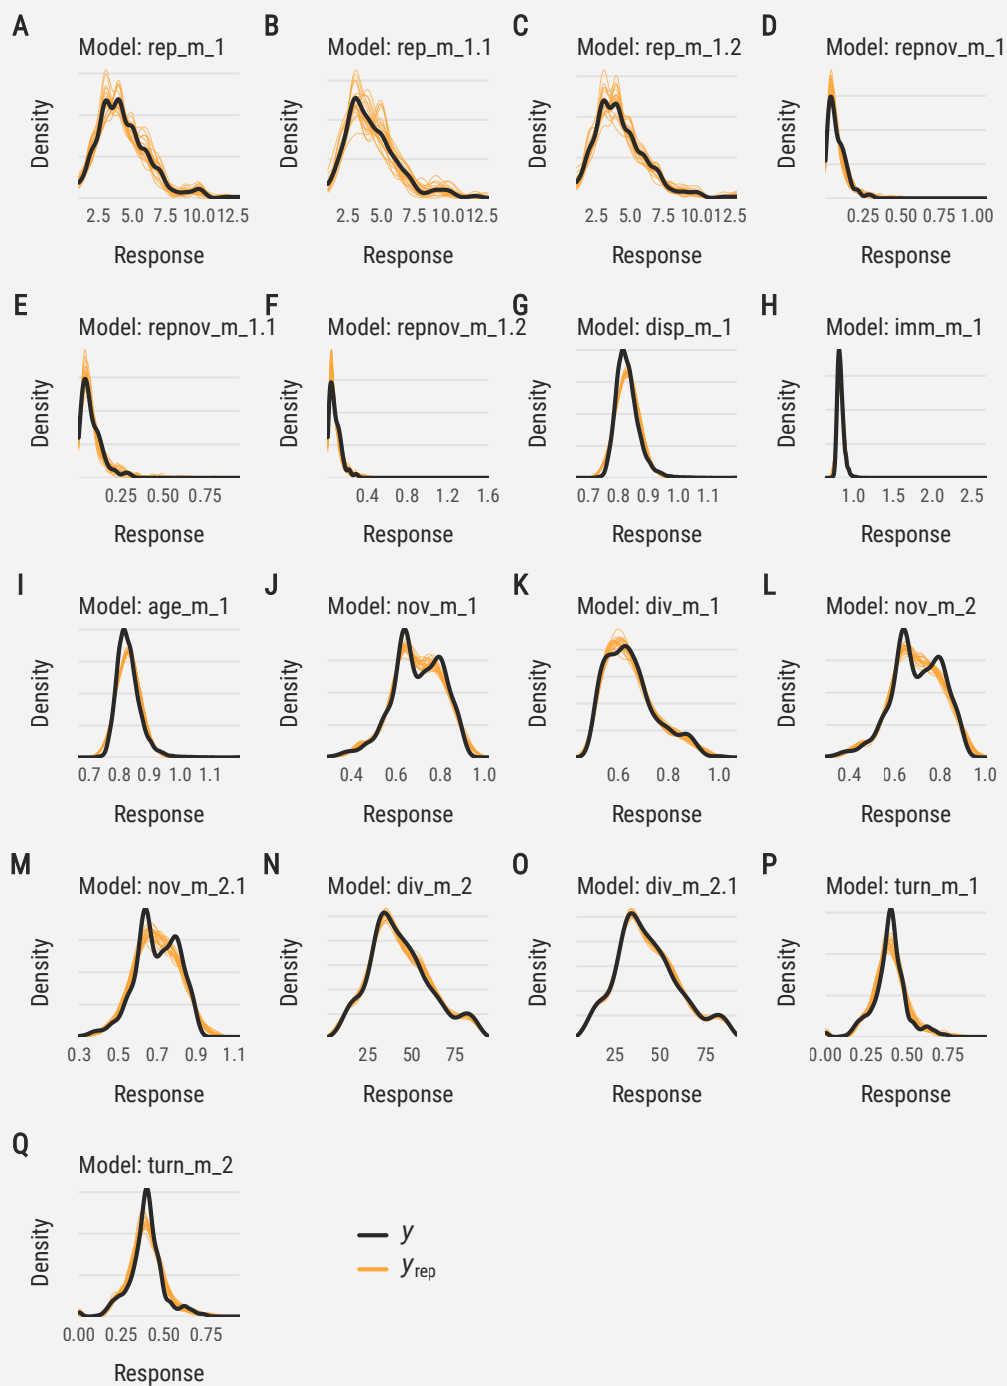 A
Model: rep_m_1
Density
2.5 5.0 7.5 10.0 12.5
Response
B
Model: rep_m_1.1
Density
2.5 5.0 7.5 10.0 12.5
Response
C
Model: rep_m_1.2
Density
2.5 5.0 7.5 10.0 12.5
Response
D
Model: repnov_m_1
Density
0.25 0.50 0.75 1.00
Response
E
Model: repnov_m_1.1
Density
0.25 0.50 0.75
Response
F
Model: repnov_m_1.2
Density
0.4 0.8 1.2 1.6
Response
G
Model: disp_m_1
Density
0.7 0.8 0.9 1.0 1.1
Response
H
Model: imm_m_1
Density
1.0 1.5 2.0 2.5
Response
I
Model: age_m_1
Density
0.7 0.8 0.9 1.0 1.1
Response
J
Model: nov_m_1
Density
0.4 0.6 0.8 1.0
Response
K
Model: div_m_1
Density
0.6 0.8 1.0
Response
L
Model: nov_m_2
Density
0.4 0.6 0.8 1.0
Response
M
Model: nov_m_2.1
Density
0.3 0.5 0.7 0.9 1.1
Response
N
Model: div_m_2
Density
25 50 75
Response
O
Model: div_m_2.1
Density
25 50 75
Response
P
Model: turn_m_1
Density
0.00 0.25 0.50 0.75
Response
Q
Model: turn_m_2
Density
0.00 0.25 0.50 0.75
Response
y
y rep